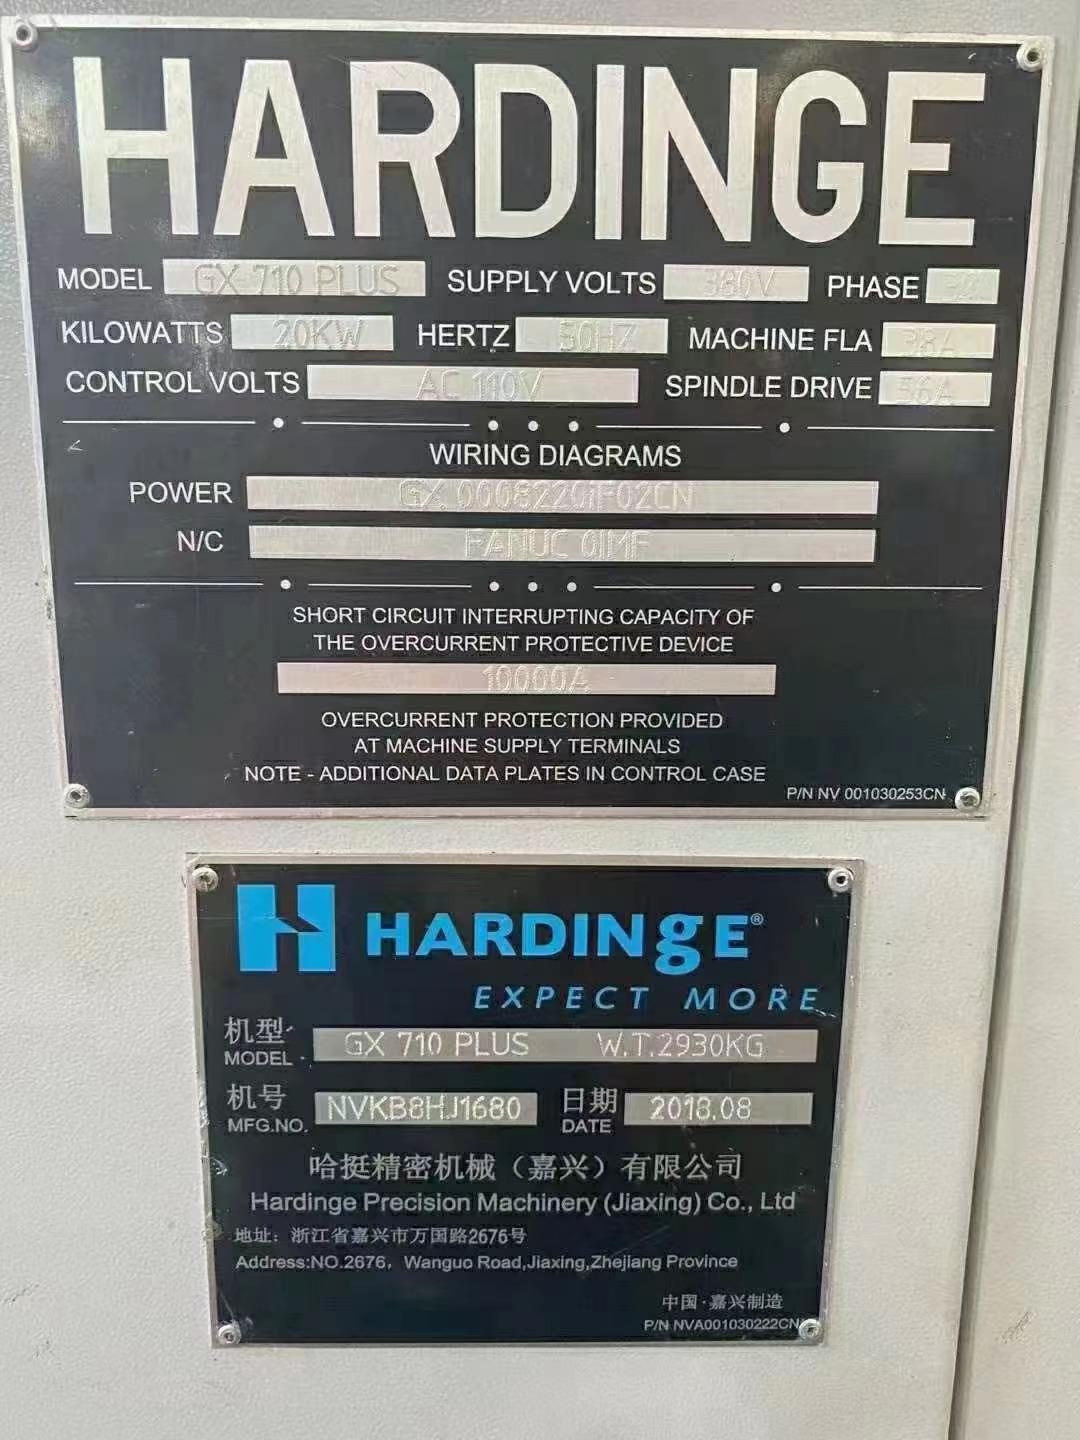 HARDINGE
MODEL GX 710 PLUS SUPPLY VOLTS 380V PHASE
KILOWATTS 20KW HERTZ 50HZ MACHINE FLA 38A
CONTROL VOLTS AC 110V SPINDLE DRIVE 56A
WIRING DIAGRAMS
POWER GX 0008220iF02CN
N/C FANUC 0IMF
SHORT CIRCUIT INTERRUPTING CAPACITY OF
THE OVERCURRENT PROTECTIVE DEVICE
10000A
OVERCURRENT PROTECTION PROVIDED
AT MACHINE SUPPLY TERMINALS
NOTE - ADDITIONAL DATA PLATES IN CONTROL CASE
P/N NV 001030253CN
HARDINgE®
EXPECT MORE
机型
MODEL GX 710 PLUS W.T.2930KG
机号 日期
MFG.NO. NVKB8HJ1680 DATE 2018.08
哈挺精密机械（嘉兴）有限公司
Hardinge Precision Machinery (Jiaxing) Co., Ltd
地址：浙江省嘉兴市万国路2676号
Address:NO.2676，Wanguo Road,Jiaxing,Zhejiang Province
中国·嘉兴制造
P/N NVA001030222CN